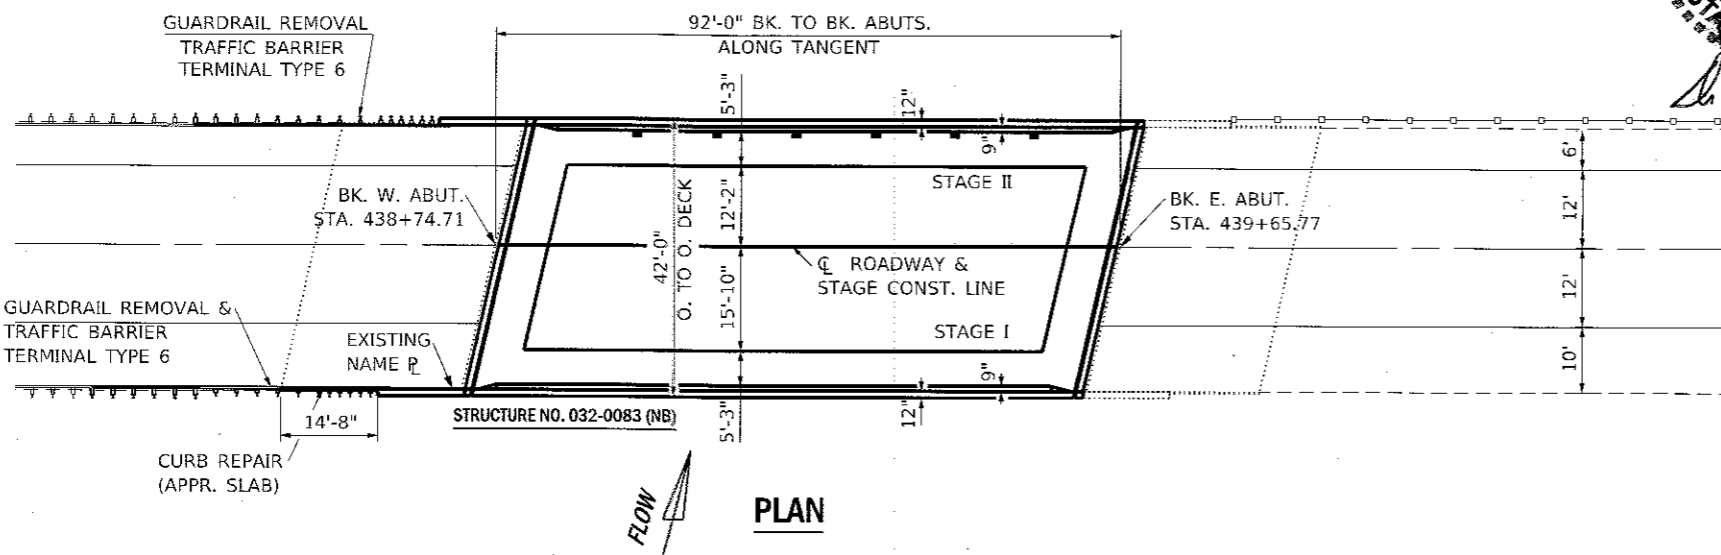 GUARDRAIL REMOVAL
TRAFFIC BARRIER
TERMINAL TYPE 6
92'-0" BK. TO BK. ABUTS.
ALONG TANGENT
5'-3"
12"
9"
STAGE II
BK. W. ABUT.
STA. 438+74.71
42'-0"
O. TO O. DECK
12'-2"
BK. E. ABUT.
STA. 439+65.77
6'
12'
12'
10'
℄ ROADWAY &
STAGE CONST. LINE
15'-10"
STAGE I
GUARDRAIL REMOVAL &
TRAFFIC BARRIER
TERMINAL TYPE 6
EXISTING
NAME PL
9"
12"
5'-3"
14'-8"
STRUCTURE NO. 032-0083 (NB)
CURB REPAIR
(APPR. SLAB)
FLOW
PLAN